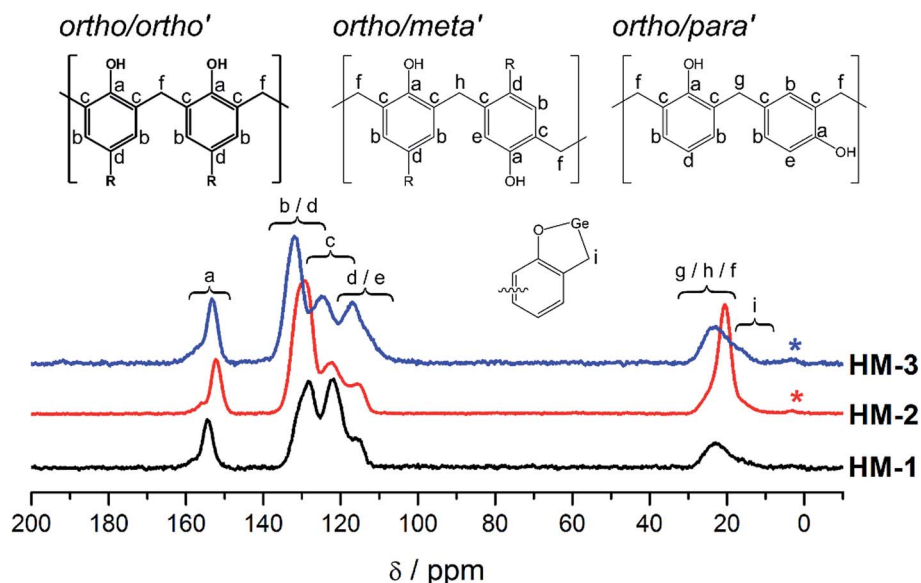 ortho/ortho' ortho/meta' ortho/para'
OH OH OH R OH
f a f a f f a h d f a g b f
c c c c c c c b c c c c
b b b b b b e c b b b a
d d d a f d e OH
R R R OH
b / d
c
a d / e
O Ge
i
g / h / f
i
* HM-3
* HM-2
HM-1
200 180 160 140 120 100 80 60 40 20 0
δ / ppm